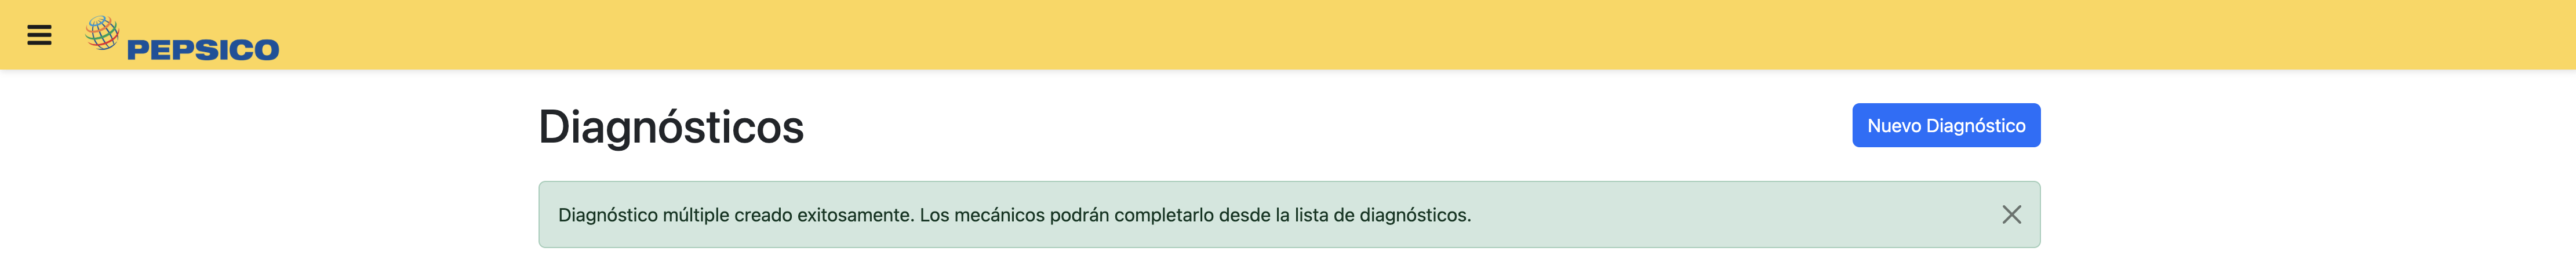 PEPSICO
Diagnósticos
Nuevo Diagnóstico
Diagnóstico múltiple creado exitosamente. Los mecánicos podrán completarlo desde la lista de diagnósticos.